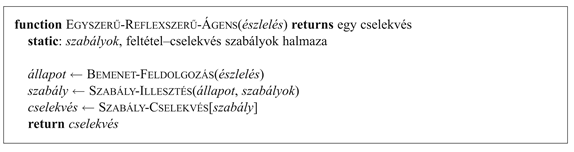 function EGYSZERŰ-REFLEXSZERŰ-ÁGENS(észlelés) returns egy cselekvés
static: szabályok, feltétel–cselekvés szabályok halmaza
állapot ← BEMENET-FELDOLGOZÁS(észlelés)
szabály ← SZABÁLY-ILLESZTÉS(állapot, szabályok)
cselekvés ← SZABÁLY-CSELEKVÉS[szabály]
return cselekvés